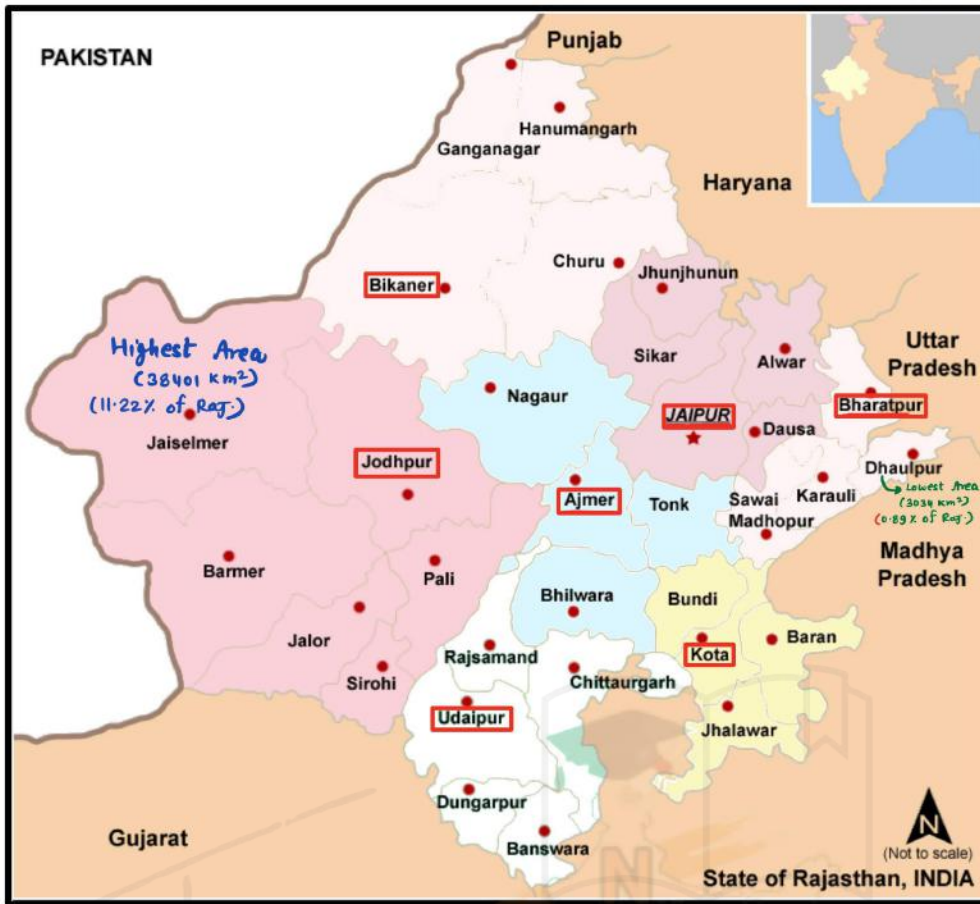 PAKISTAN
Punjab
Hanumangarh
Ganganagar
Haryana
Churu
Jhunjhunun
Bikaner
Uttar
Pradesh
Highest Area
(38401 Km²)
(11.22% of Raj.)
Jaiselmer
Sikar
Alwar
Nagaur
JAIPUR
Bharatpur
Dausa
Jodhpur
Dhaulpur
Lowest Area
(3034 Km²)
(0.89% of Raj.)
Ajmer
Tonk
Sawai
Madhopur
Karauli
Madhya
Pradesh
Barmer
Pali
Bhilwara
Bundi
Baran
Jalor
Rajsamand
Kota
Sirohi
Chittaurgarh
Udaipur
Jhalawar
Dungarpur
Gujarat
Banswara
N
N
(Not to scale)
State of Rajasthan, INDIA